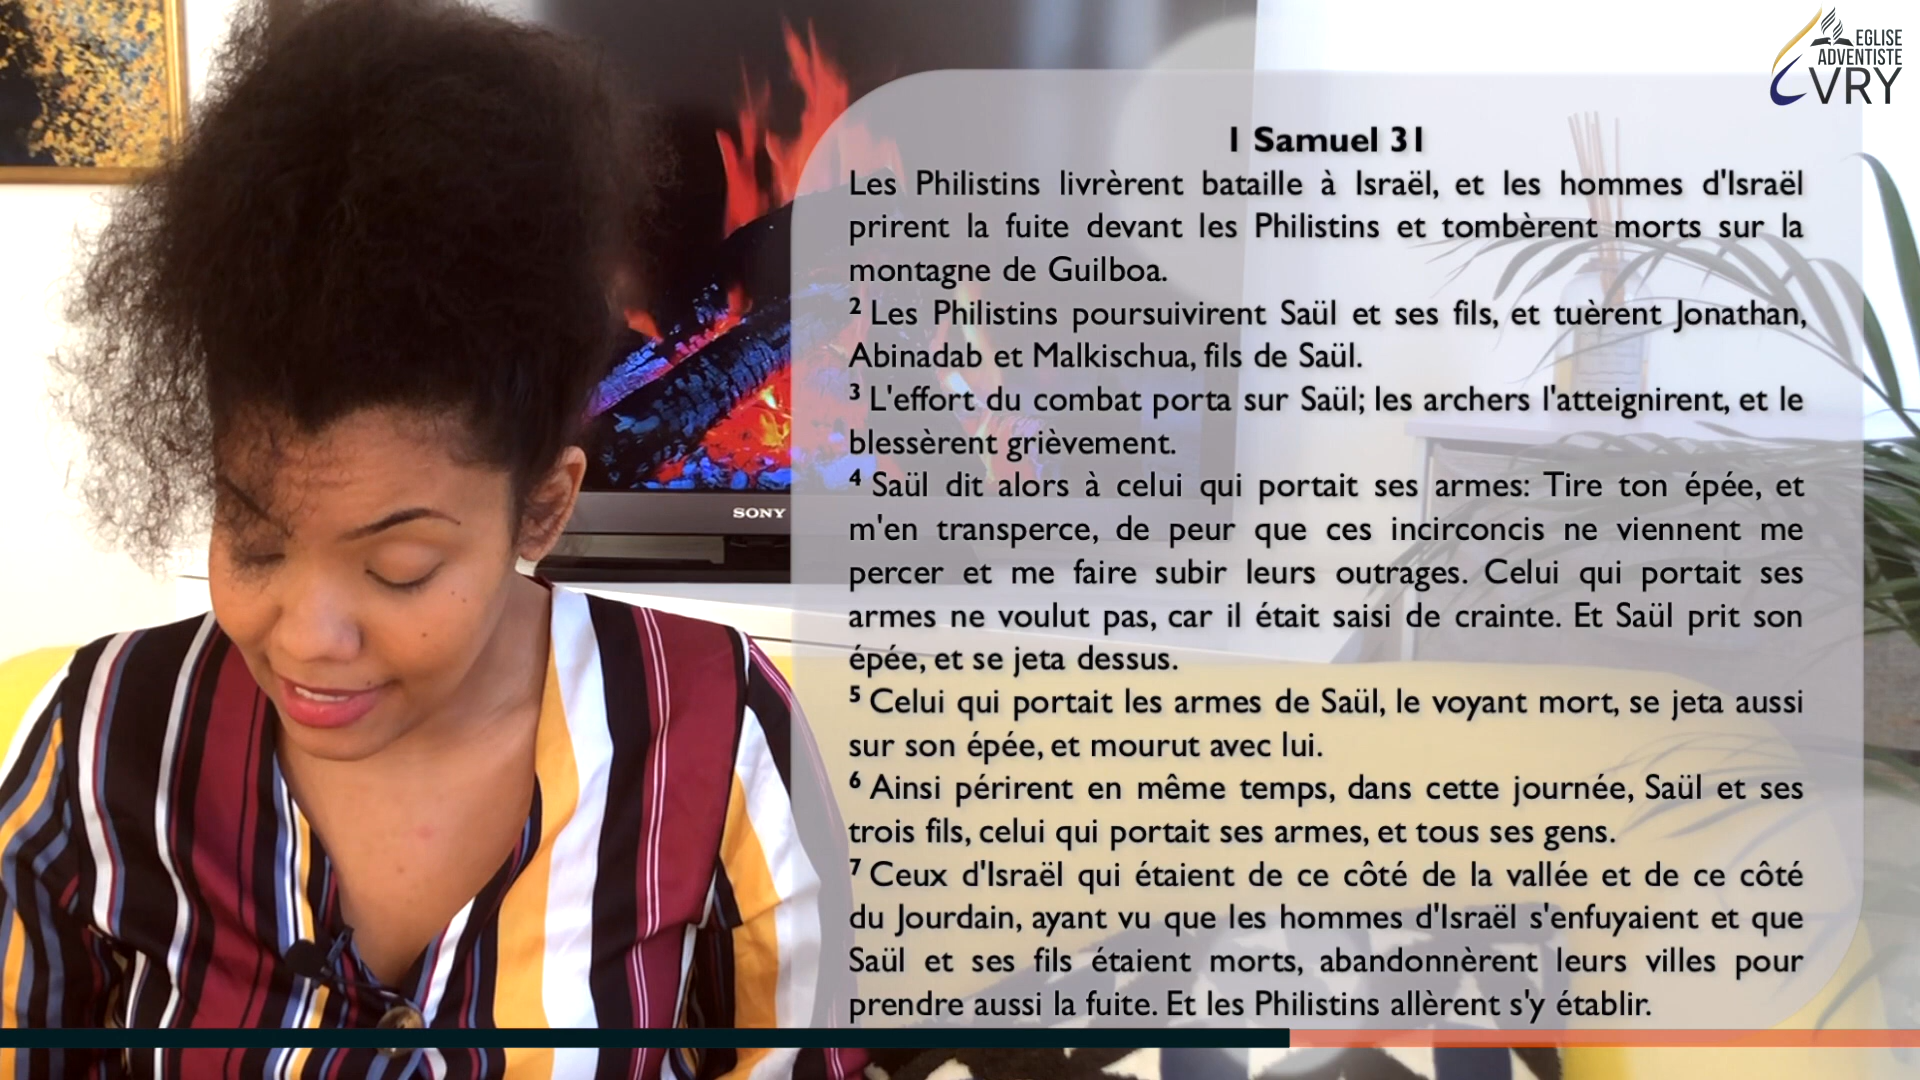 EGLISE
ADVENTISTE
EVRY
1 Samuel 31
Les Philistins livrèrent bataille à Israël, et les hommes d'Israël
prirent la fuite devant les Philistins et tombèrent morts sur la
montagne de Guilboa.
2 Les Philistins poursuivirent Saül et ses fils, et tuèrent Jonathan,
Abinadab et Malkischua, fils de Saül.
3 L'effort du combat porta sur Saül; les archers l'atteignirent, et le
blessèrent grièvement.
4 Saül dit alors à celui qui portait ses armes: Tire ton épée, et
m'en transperce, de peur que ces incirconcis ne viennent me
percer et me faire subir leurs outrages. Celui qui portait ses
armes ne voulut pas, car il était saisi de crainte. Et Saül prit son
épée, et se jeta dessus.
5 Celui qui portait les armes de Saül, le voyant mort, se jeta aussi
sur son épée, et mourut avec lui.
6 Ainsi périrent en même temps, dans cette journée, Saül et ses
trois fils, celui qui portait ses armes, et tous ses gens.
7 Ceux d'Israël qui étaient de ce côté de la vallée et de ce côté
du Jourdain, ayant vu que les hommes d'Israël s'enfuyaient et que
Saül et ses fils étaient morts, abandonnèrent leurs villes pour
prendre aussi la fuite. Et les Philistins allèrent s'y établir.
SONY